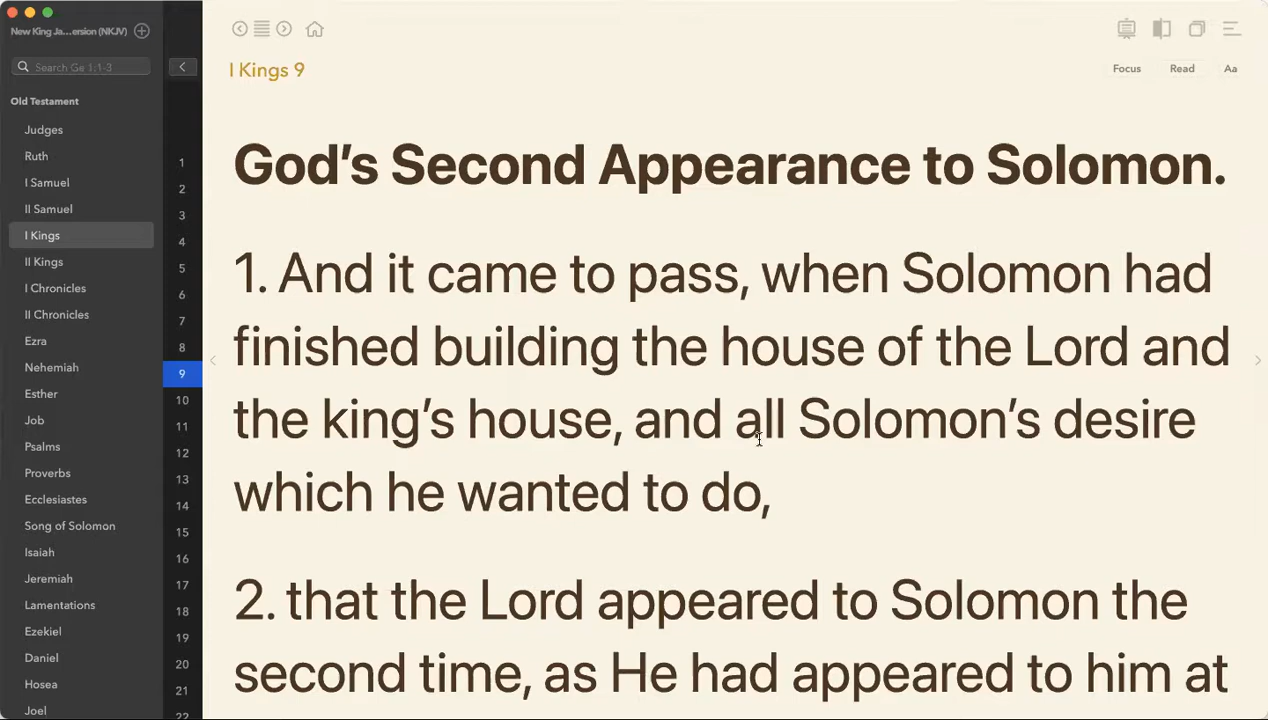 New King Ja...ersion (NKJV)
Search Ge 1:1-3
Old Testament
Judges
Ruth
I Samuel
II Samuel
I Kings
II Kings
I Chronicles
II Chronicles
Ezra
Nehemiah
Esther
Job
Psalms
Proverbs
Ecclesiastes
Song of Solomon
Isaiah
Jeremiah
Lamentations
Ezekiel
Daniel
Hosea
Joel
1
2
3
4
5
6
7
8
9
10
11
12
13
14
15
16
17
18
19
20
21
22
I Kings 9
Focus
Read
Aa
God’s Second Appearance to Solomon.
1. And it came to pass, when Solomon had
finished building the house of the Lord and
the king’s house, and all Solomon’s desire
which he wanted to do,
2. that the Lord appeared to Solomon the
second time, as He had appeared to him at